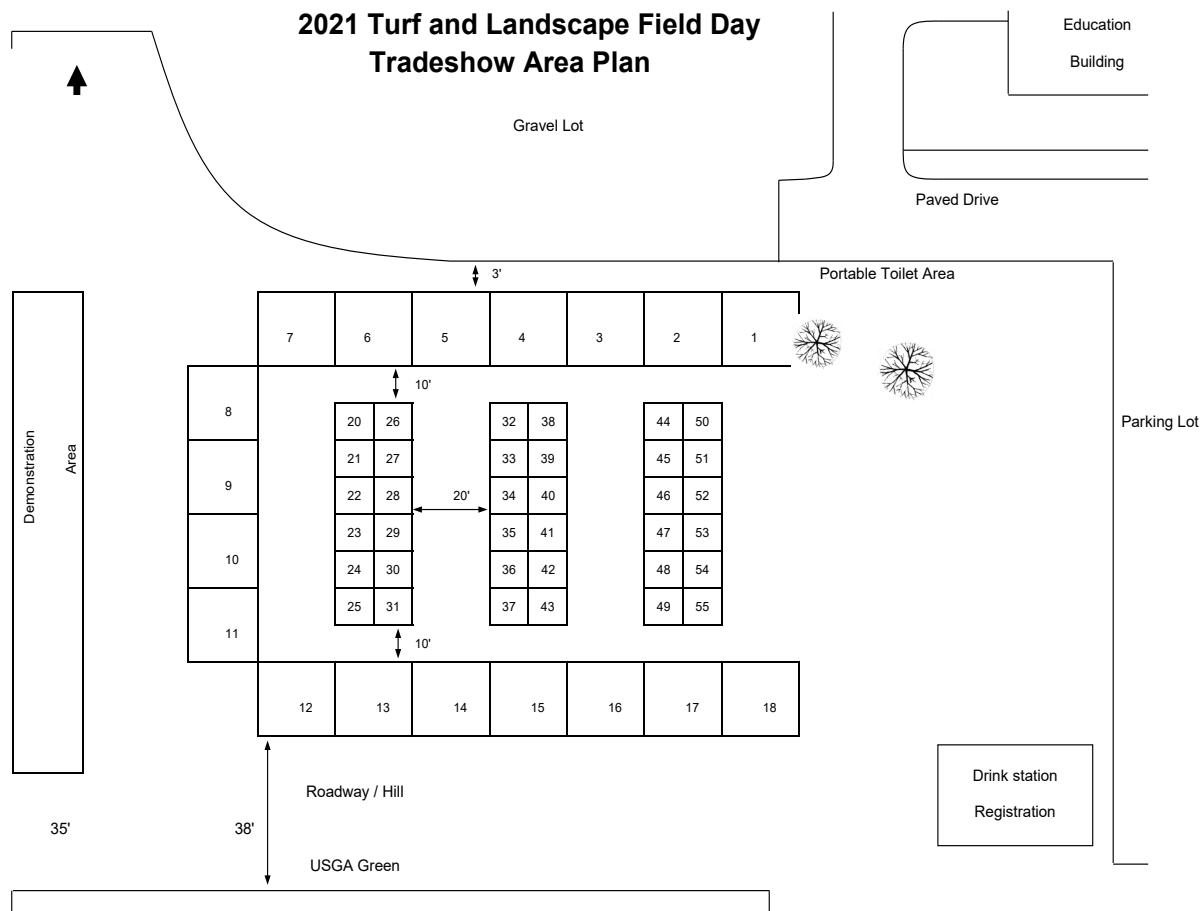 2021 Turf and Landscape Field Day
Tradeshow Area Plan
Education
Building
Gravel Lot
Paved Drive
3'
Portable Toilet Area
7 6 5 4 3 2 1
10'
8
20 26 32 38 44 50
Parking Lot
21 27 33 39 45 51
Demonstration
Area
9
22 28 20' 34 40 46 52
23 29 35 41 47 53
10
24 30 36 42 48 54
25 31 37 43 49 55
11
10'
12 13 14 15 16 17 18
Drink station
Registration
Roadway / Hill
35' 38'
USGA Green